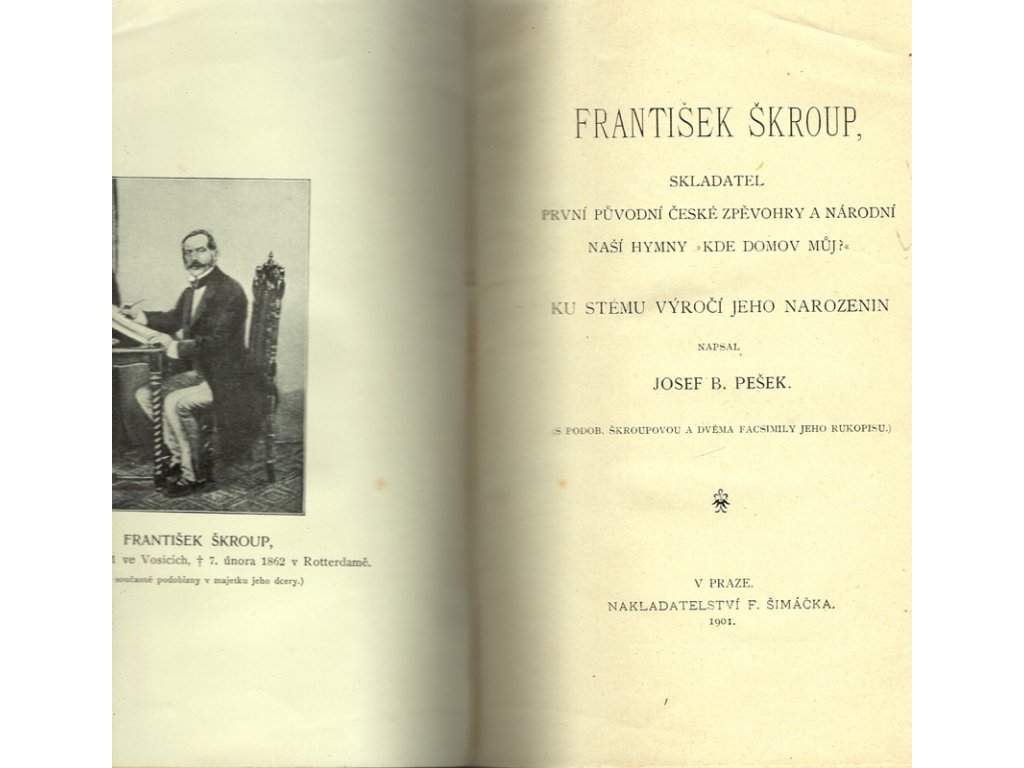 FRANTIŠEK ŠKROUP,
ve Vosicích, † 7. února 1862 v Rotterdamě.
současné podobizny v majetku jeho dcery.)
FRANTIŠEK ŠKROUP,
SKLADATEL
PRVNÍ PŮVODNÍ ČESKÉ ZPĚVOHRY A NÁRODNÍ
NAŠÍ HYMNY »KDE DOMOV MŮJ?«
KU STÉMU VÝROČÍ JEHO NAROZENIN
NAPSAL
JOSEF B. PEŠEK.
(S PODOB. ŠKROUPOVOU A DVĚMA FACSIMILY JEHO RUKOPISU.)
V PRAZE.
NAKLADATELSTVÍ F. ŠIMÁČKA.
1901.